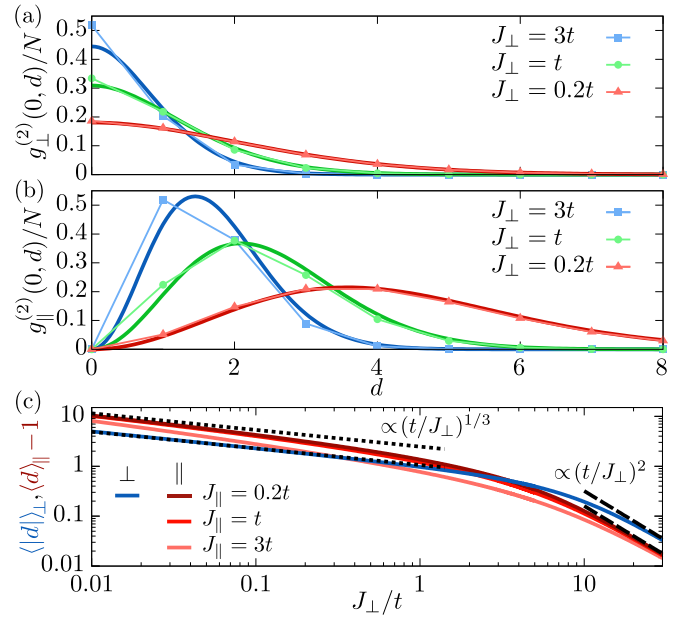 (a)
g⊥^(2)(0, d)/N
0.5
0.4
0.3
0.2
0.1
0
J⊥ = 3t
J⊥ = t
J⊥ = 0.2t
(b)
g∥^(2)(0, d)/N
0.5
0.4
0.3
0.2
0.1
0
J⊥ = 3t
J⊥ = t
J⊥ = 0.2t
0 2 4 6 8
d
(c)
⟨|d|⟩⊥, ⟨d⟩∥ − 1
10
1
0.1
0.01
∝(t/J⊥)^1/3
∝(t/J⊥)^2
⊥ ∥
J∥ = 0.2t
J∥ = t
J∥ = 3t
0.01 0.1 1 10
J⊥/t